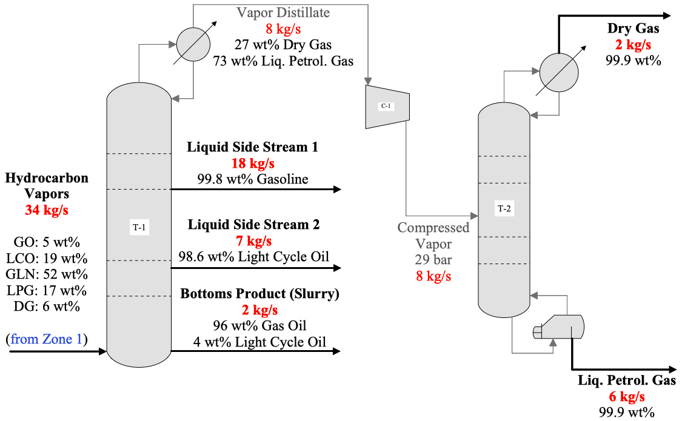 Vapor Distillate
8 kg/s
27 wt% Dry Gas
73 wt% Liq. Petrol. Gas
Dry Gas
2 kg/s
99.9 wt%
C-1
Liquid Side Stream 1
18 kg/s
99.8 wt% Gasoline
Hydrocarbon
Vapors
34 kg/s
GO: 5 wt%
LCO: 19 wt%
GLN: 52 wt%
LPG: 17 wt%
DG: 6 wt%
(from Zone 1)
T-1
Liquid Side Stream 2
7 kg/s
98.6 wt% Light Cycle Oil
Bottoms Product (Slurry)
2 kg/s
96 wt% Gas Oil
4 wt% Light Cycle Oil
Compressed
Vapor
29 bar
8 kg/s
T-2
Liq. Petrol. Gas
6 kg/s
99.9 wt%